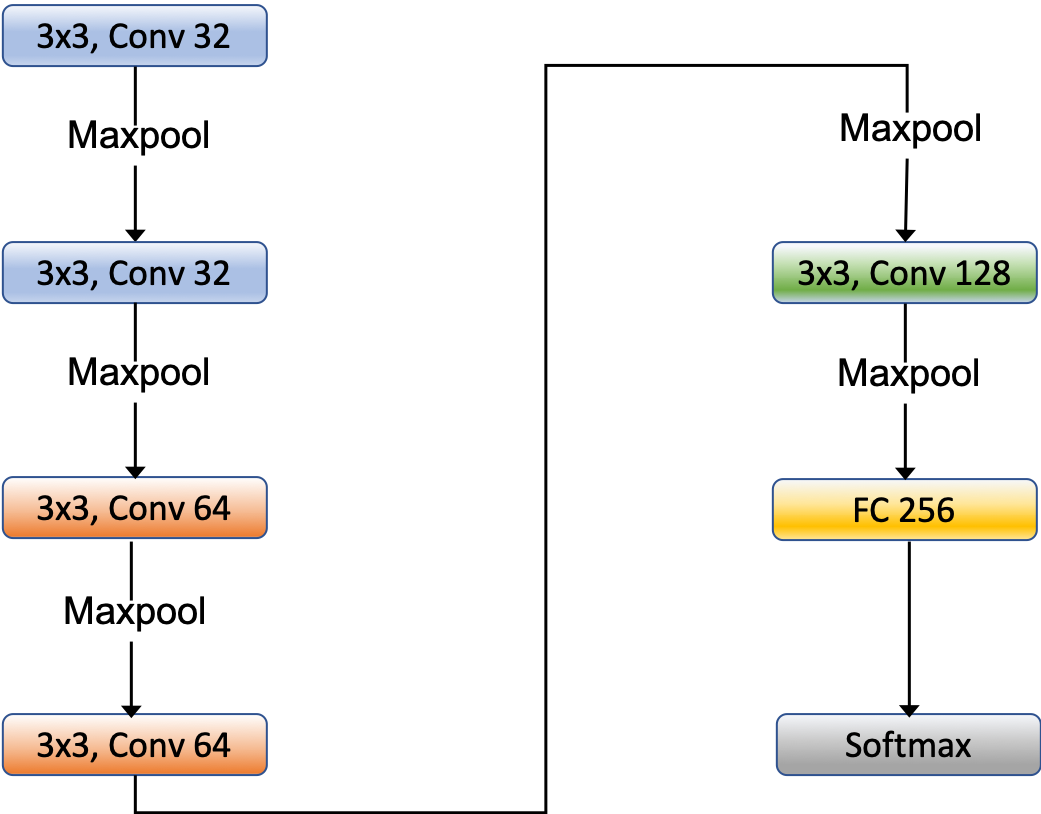 3x3, Conv 32
Maxpool
3x3, Conv 32
Maxpool
3x3, Conv 64
Maxpool
3x3, Conv 64
Maxpool
3x3, Conv 128
Maxpool
FC 256
Softmax